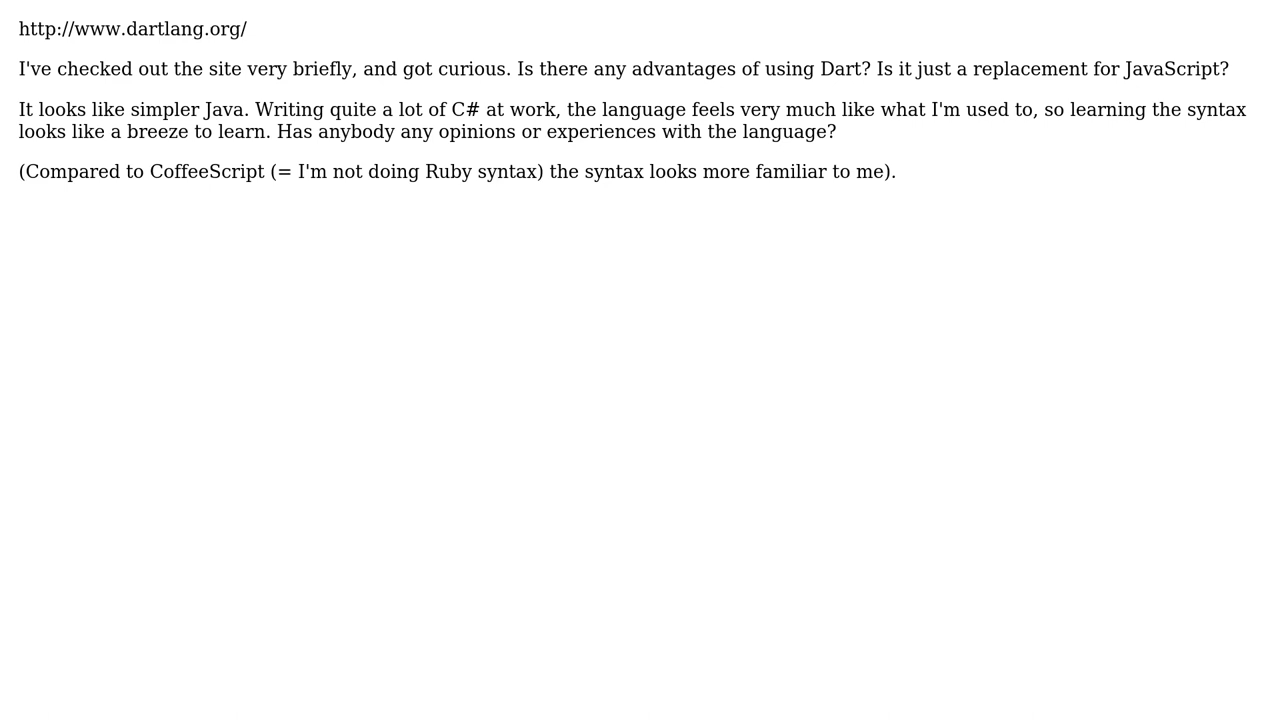 http://www.dartlang.org/
I've checked out the site very briefly, and got curious. Is there any advantages of using Dart? Is it just a replacement for JavaScript?
It looks like simpler Java. Writing quite a lot of C# at work, the language feels very much like what I'm used to, so learning the syntax
looks like a breeze to learn. Has anybody any opinions or experiences with the language?
(Compared to CoffeeScript (= I'm not doing Ruby syntax) the syntax looks more familiar to me).